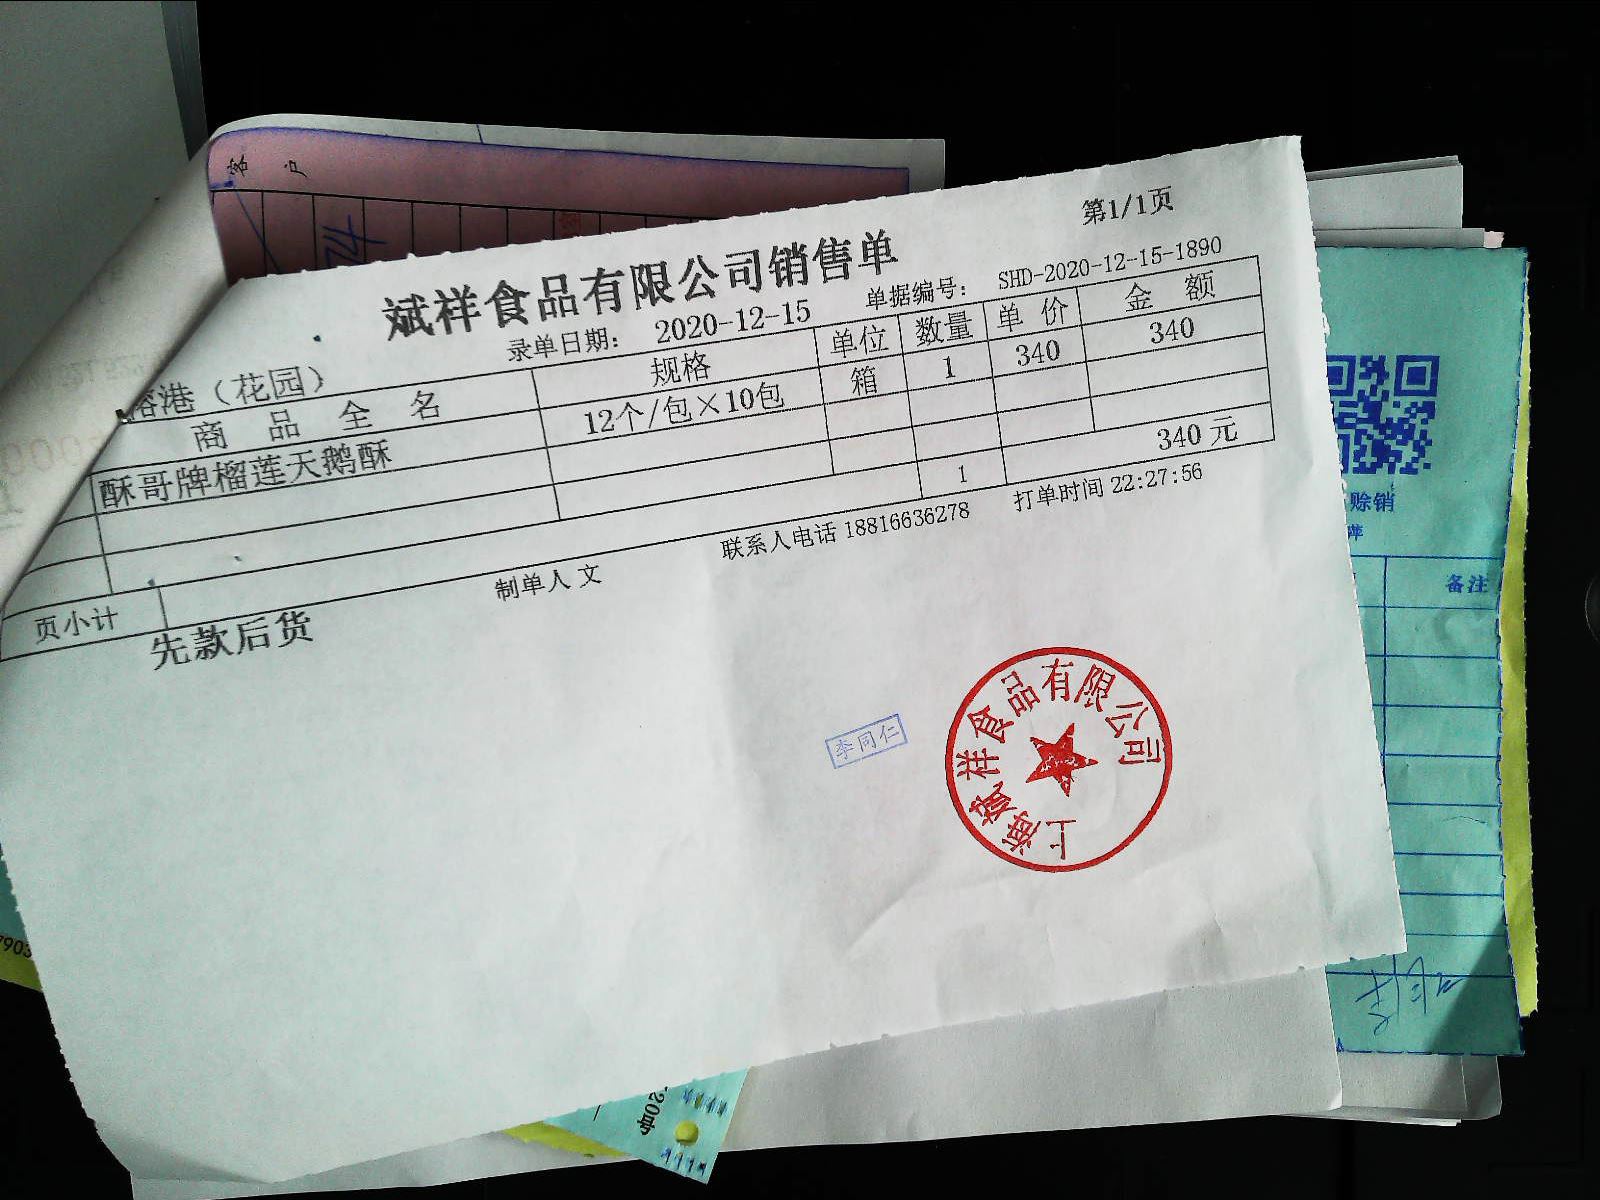 客 户
第1/1页
斌祥食品有限公司销售单
录单日期: 2020-12-15 单据编号: SHD-2020-12-15-1890
港（花园）
商 品 全 名 规格 单位 数量 单 价 金 额
酥哥牌榴莲天鹅酥 12个/包×10包 箱 1 340 340
页小计 1 340 元
先款后货 制单人 文 联系人电话 18816636278 打单时间 22:27:56
李同仁
上海斌祥食品有限公司
赊销
萍
备注